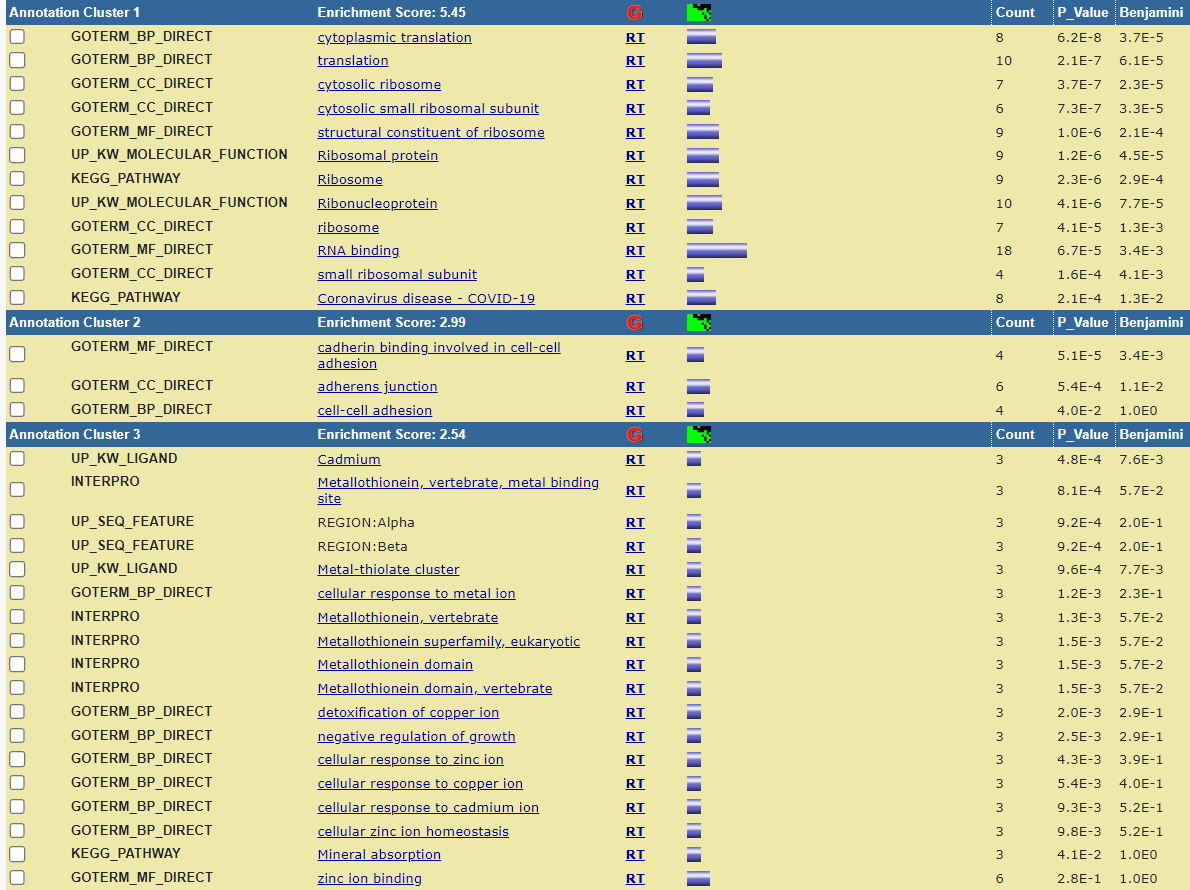 Annotation Cluster 1 Enrichment Score: 5.45 G Count P_Value Benjamini
GOTERM_BP_DIRECT cytoplasmic translation RT 8 6.2E-8 3.7E-5
GOTERM_BP_DIRECT translation RT 10 2.1E-7 6.1E-5
GOTERM_CC_DIRECT cytosolic ribosome RT 7 3.7E-7 2.3E-5
GOTERM_CC_DIRECT cytosolic small ribosomal subunit RT 6 7.3E-7 3.3E-5
GOTERM_MF_DIRECT structural constituent of ribosome RT 9 1.0E-6 2.1E-4
UP_KW_MOLECULAR_FUNCTION Ribosomal protein RT 9 1.2E-6 4.5E-5
KEGG_PATHWAY Ribosome RT 9 2.3E-6 2.9E-4
UP_KW_MOLECULAR_FUNCTION Ribonucleoprotein RT 10 4.1E-6 7.7E-5
GOTERM_CC_DIRECT ribosome RT 7 4.1E-5 1.3E-3
GOTERM_MF_DIRECT RNA binding RT 18 6.7E-5 3.4E-3
GOTERM_CC_DIRECT small ribosomal subunit RT 4 1.6E-4 4.1E-3
KEGG_PATHWAY Coronavirus disease - COVID-19 RT 8 2.1E-4 1.3E-2
Annotation Cluster 2 Enrichment Score: 2.99 G Count P_Value Benjamini
GOTERM_MF_DIRECT cadherin binding involved in cell-cell
adhesion RT 4 5.1E-5 3.4E-3
GOTERM_CC_DIRECT adherens junction RT 6 5.4E-4 1.1E-2
GOTERM_BP_DIRECT cell-cell adhesion RT 4 4.0E-2 1.0E0
Annotation Cluster 3 Enrichment Score: 2.54 G Count P_Value Benjamini
UP_KW_LIGAND Cadmium RT 3 4.8E-4 7.6E-3
INTERPRO Metallothionein, vertebrate, metal binding
site RT 3 8.1E-4 5.7E-2
UP_SEQ_FEATURE REGION:Alpha RT 3 9.2E-4 2.0E-1
UP_SEQ_FEATURE REGION:Beta RT 3 9.2E-4 2.0E-1
UP_KW_LIGAND Metal-thiolate cluster RT 3 9.6E-4 7.7E-3
GOTERM_BP_DIRECT cellular response to metal ion RT 3 1.2E-3 2.3E-1
INTERPRO Metallothionein, vertebrate RT 3 1.3E-3 5.7E-2
INTERPRO Metallothionein superfamily, eukaryotic RT 3 1.5E-3 5.7E-2
INTERPRO Metallothionein domain RT 3 1.5E-3 5.7E-2
INTERPRO Metallothionein domain, vertebrate RT 3 1.5E-3 5.7E-2
GOTERM_BP_DIRECT detoxification of copper ion RT 3 2.0E-3 2.9E-1
GOTERM_BP_DIRECT negative regulation of growth RT 3 2.5E-3 2.9E-1
GOTERM_BP_DIRECT cellular response to zinc ion RT 3 4.3E-3 3.9E-1
GOTERM_BP_DIRECT cellular response to copper ion RT 3 5.4E-3 4.0E-1
GOTERM_BP_DIRECT cellular response to cadmium ion RT 3 9.3E-3 5.2E-1
GOTERM_BP_DIRECT cellular zinc ion homeostasis RT 3 9.8E-3 5.2E-1
KEGG_PATHWAY Mineral absorption RT 3 4.1E-2 1.0E0
GOTERM_MF_DIRECT zinc ion binding RT 6 2.8E-1 1.0E0